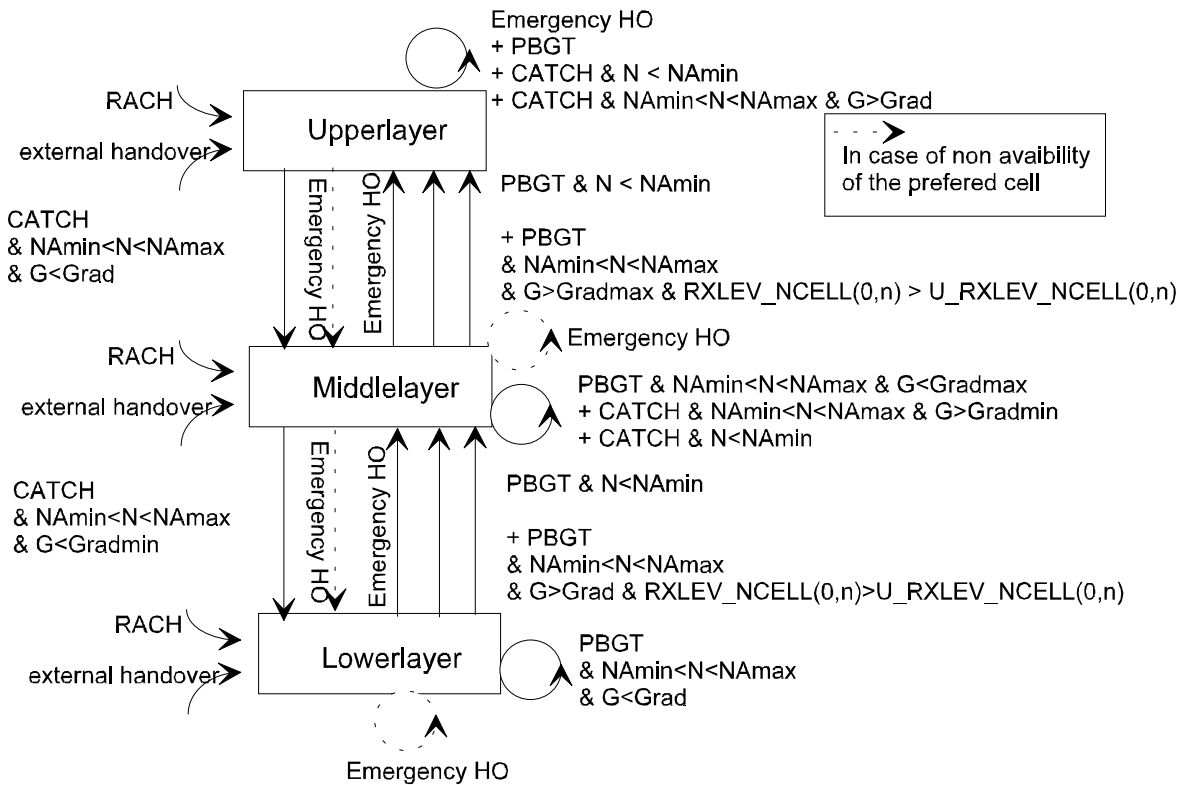 Emergency HO
+ PBGT
+ CATCH & N < NAmin
+ CATCH & NAmin<N<NAmax & G>Grad
RACH
external handover
Upperlayer
In case of non avaibility
of the prefered cell
CATCH
& NAmin<N<NAmax
& G<Grad
Emergency HO
Emergency HO
PBGT & N < NAmin
+ PBGT
& NAmin<N<NAmax
& G>Gradmax & RXLEV_NCELL(0,n) > U_RXLEV_NCELL(0,n)
Emergency HO
RACH
external handover
Middlelayer
PBGT & NAmin<N<NAmax & G<Gradmax
+ CATCH & NAmin<N<NAmax & G>Gradmin
+ CATCH & N<NAmin
CATCH
& NAmin<N<NAmax
& G<Gradmin
Emergency HO
Emergency HO
PBGT & N<NAmin
+ PBGT
& NAmin<N<NAmax
& G>Grad & RXLEV_NCELL(0,n)>U_RXLEV_NCELL(0,n)
RACH
external handover
Lowerlayer
PBGT
& NAmin<N<NAmax
& G<Grad
Emergency HO